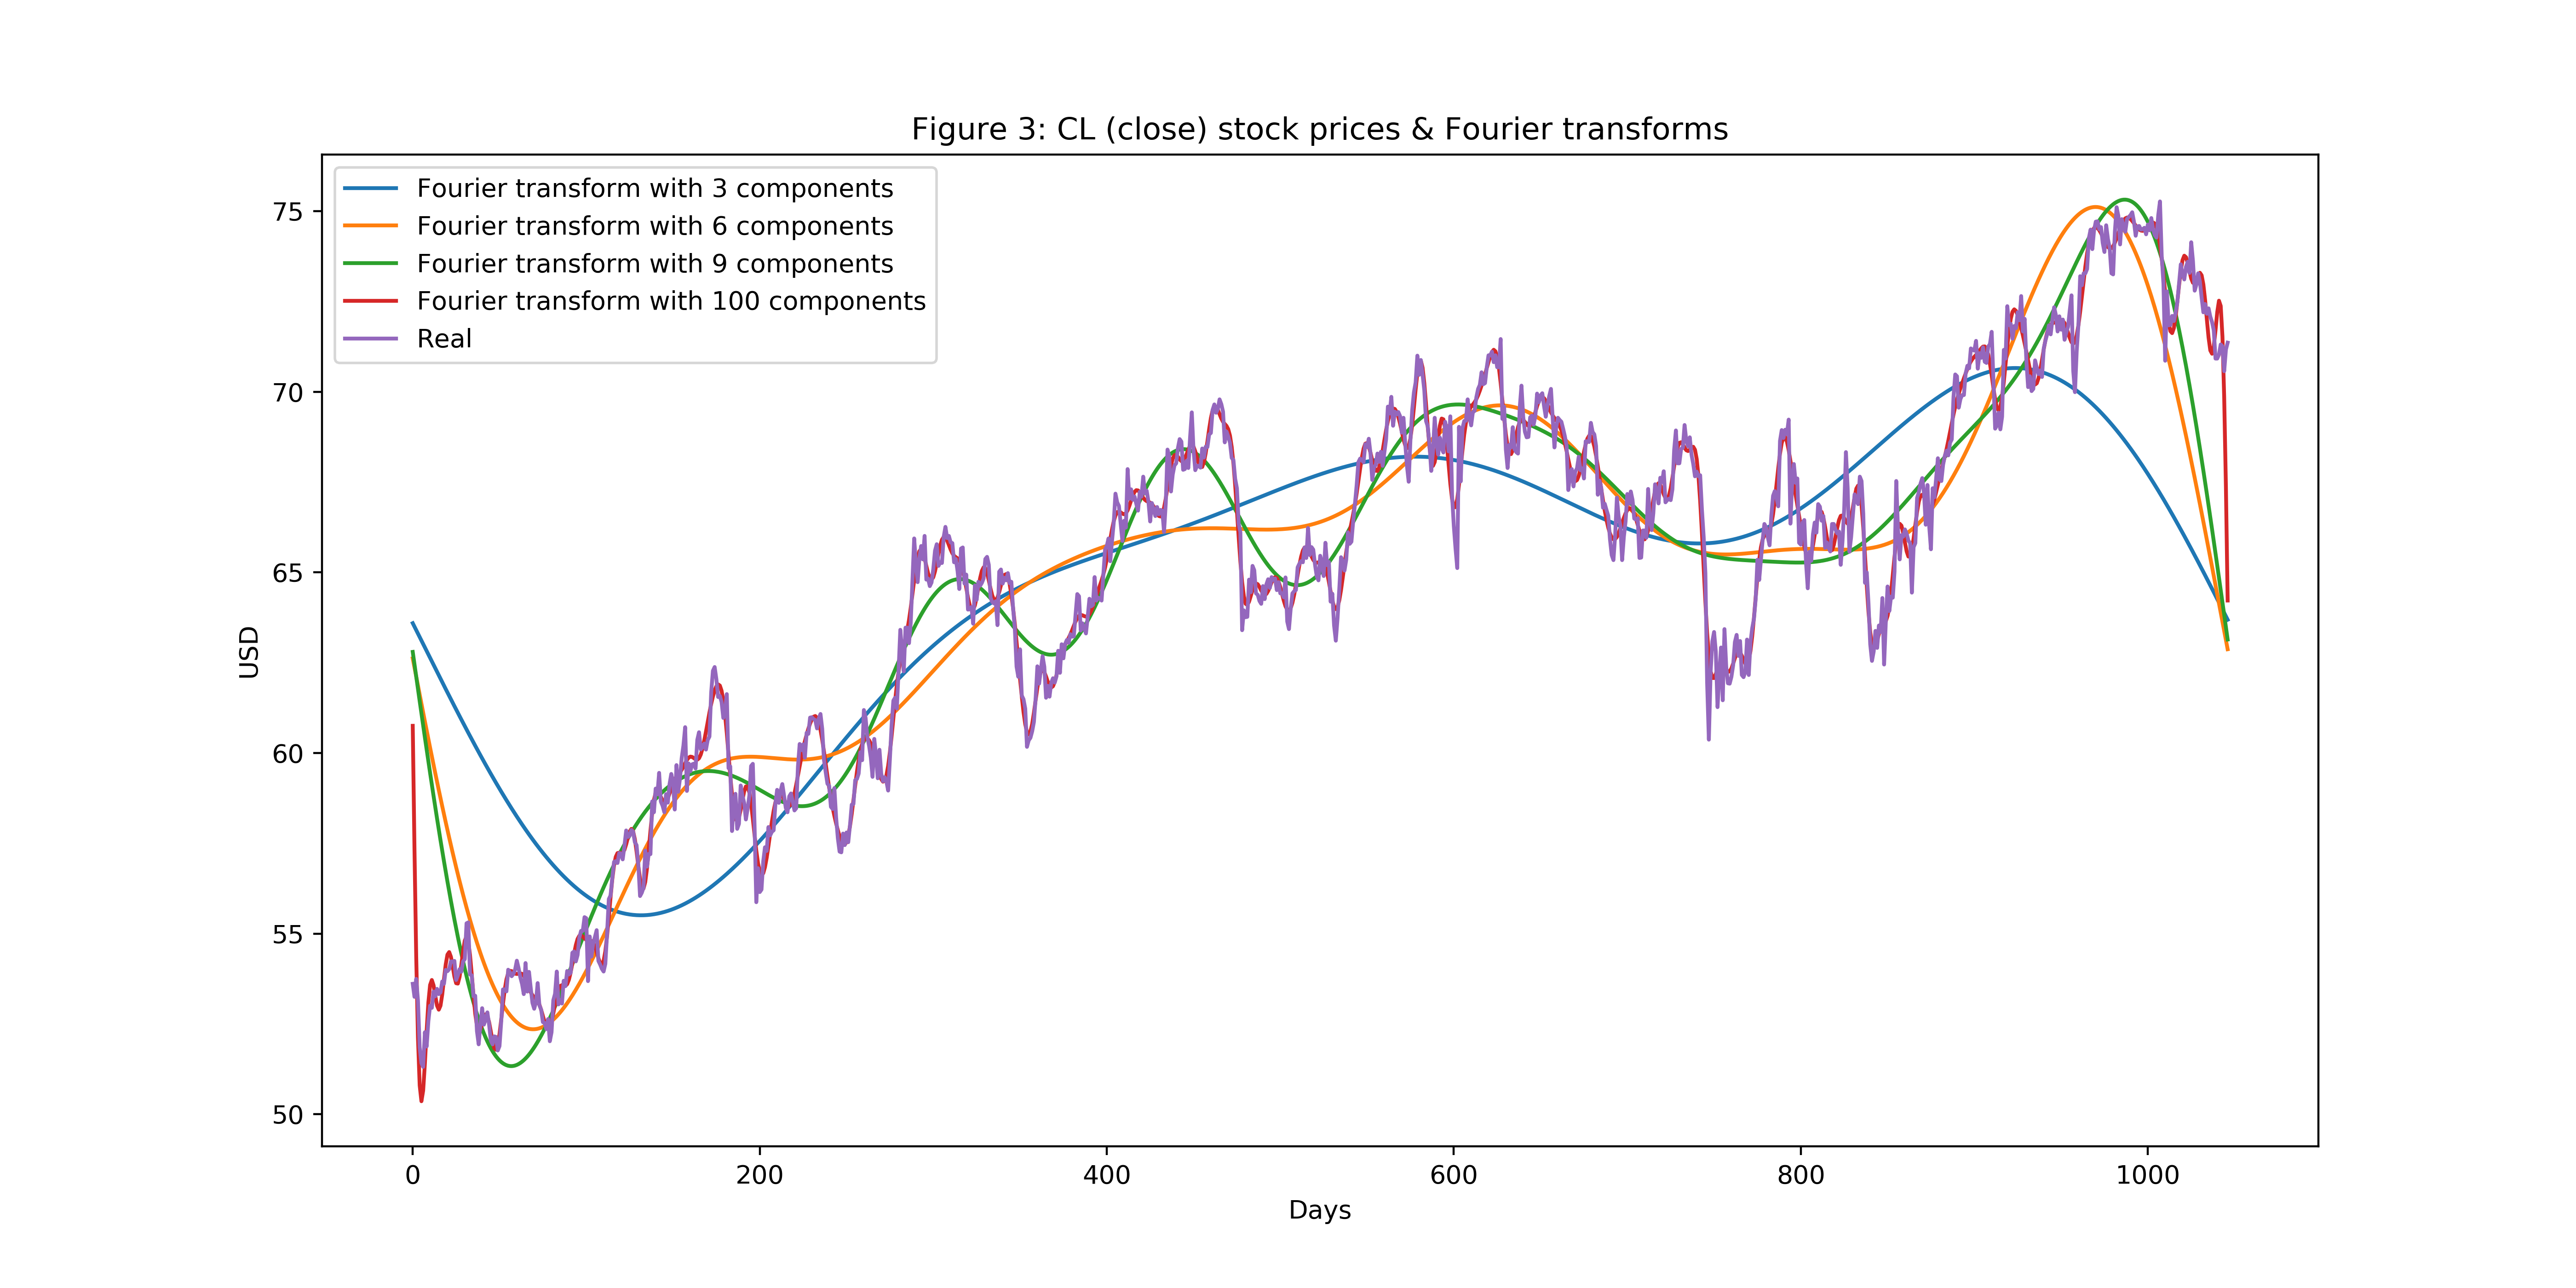 Figure 3: CL (close) stock prices & Fourier transforms
Fourier transform with 3 components
Fourier transform with 6 components
Fourier transform with 9 components
Fourier transform with 100 components
Real
75
70
65
60
55
50
USD
0 200 400 600 800 1000
Days